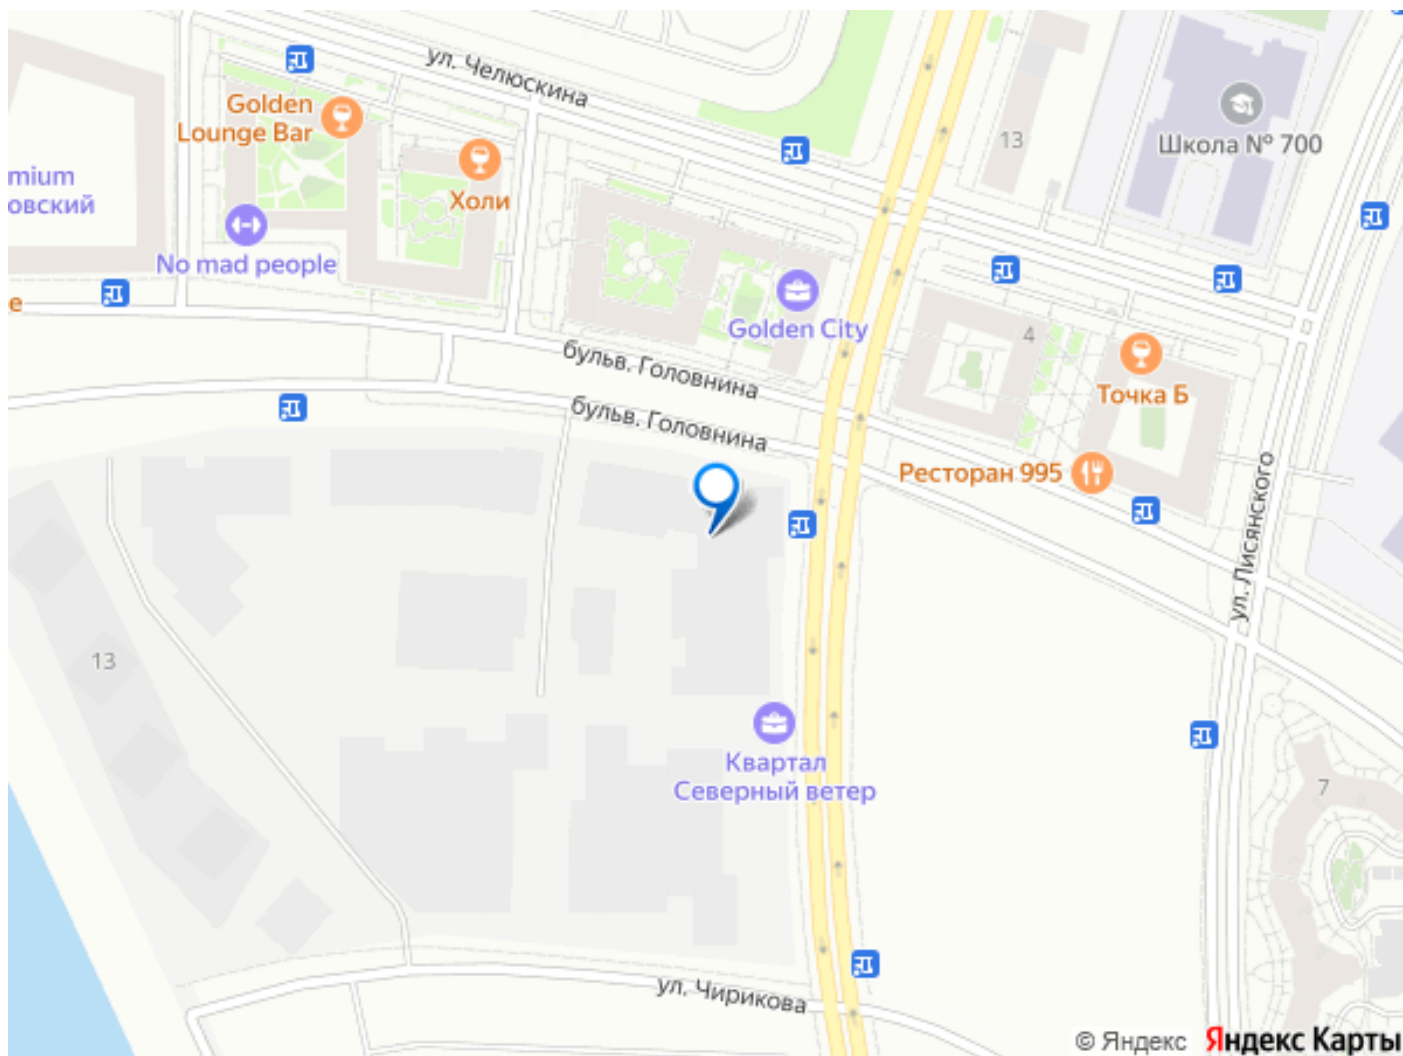 ул. Челюскина
Golden
Lounge Bar
Холи
mium
овский
No mad people
13
Школа № 700
е
Golden City
4
Точка Б
бульв. Головнина
бульв. Головнина
Ресторан 995
ул. Лисянского
13
Квартал
Северный ветер
7
ул. Чирикова
© Яндекс
Яндекс Карты